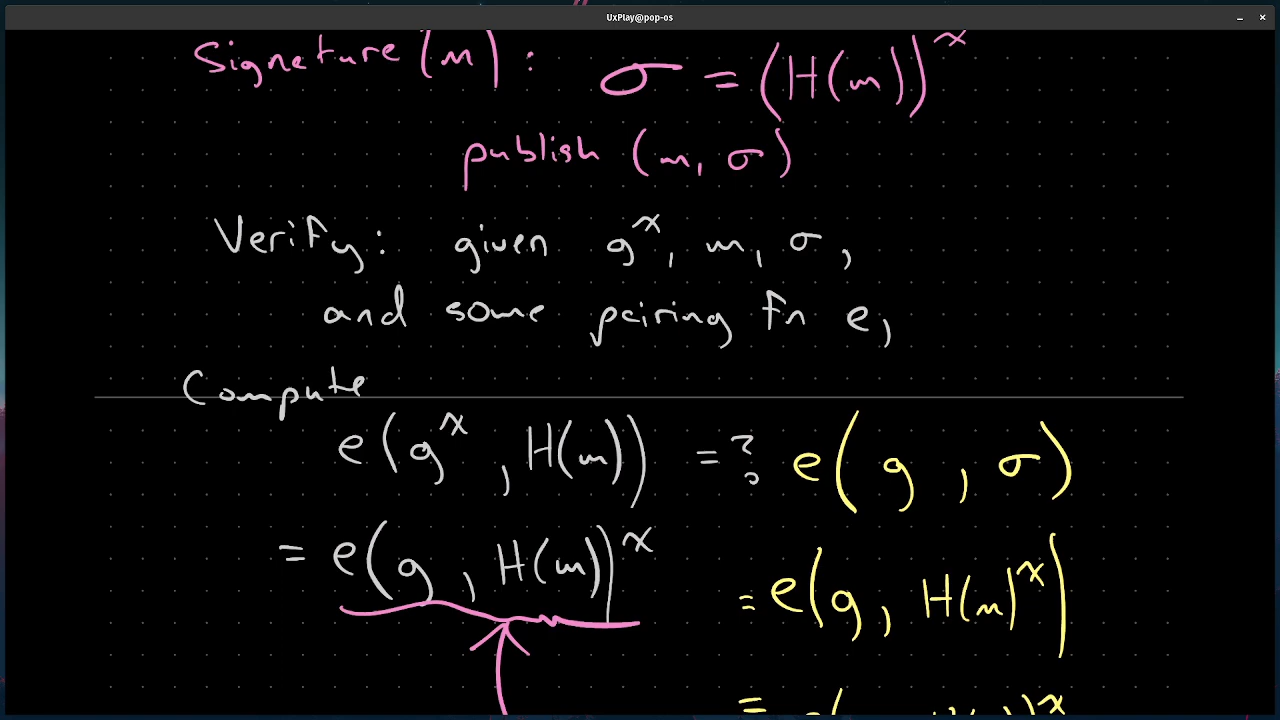 UxPlay@pop-os
Signature(m): σ = (H(m))^x
publish (m, σ)
Verify: given g^x, m, σ,
and some pairing fn e,
Compute
e(g^x, H(m)) =? e(g, σ)
= e(g, H(m))^x
= e(g, H(m)^x)